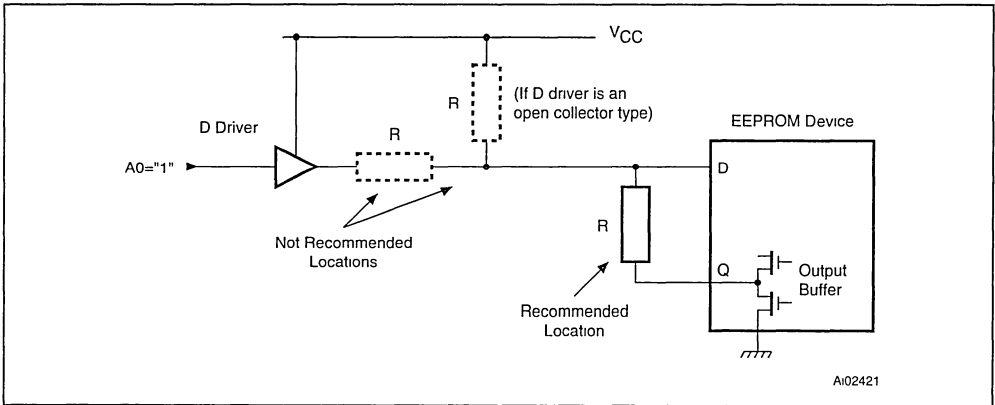 VCC
R
(If D driver is an
open collector type)
D Driver
R
EEPROM Device
A0="1"
D
Not Recommended
Locations
R
Q
Output
Buffer
Recommended
Location
AI02421